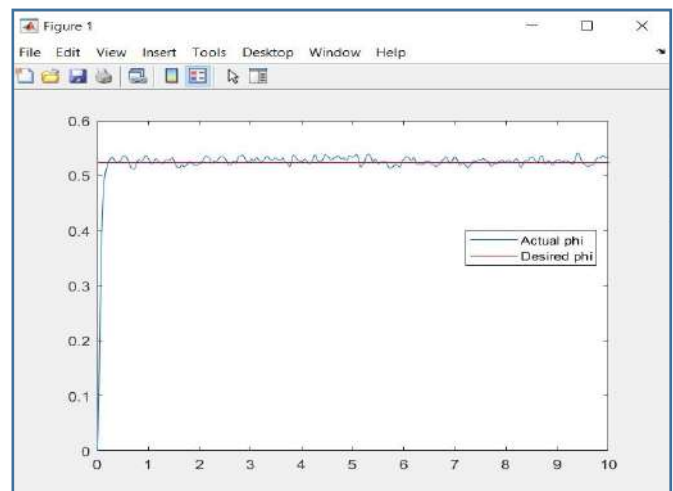 Figure 1
File Edit View Insert Tools Desktop Window Help
0.6
0.5
0.4
0.3
0.2
0.1
0
0 1 2 3 4 5 6 7 8 9 10
Actual phi
Desired phi